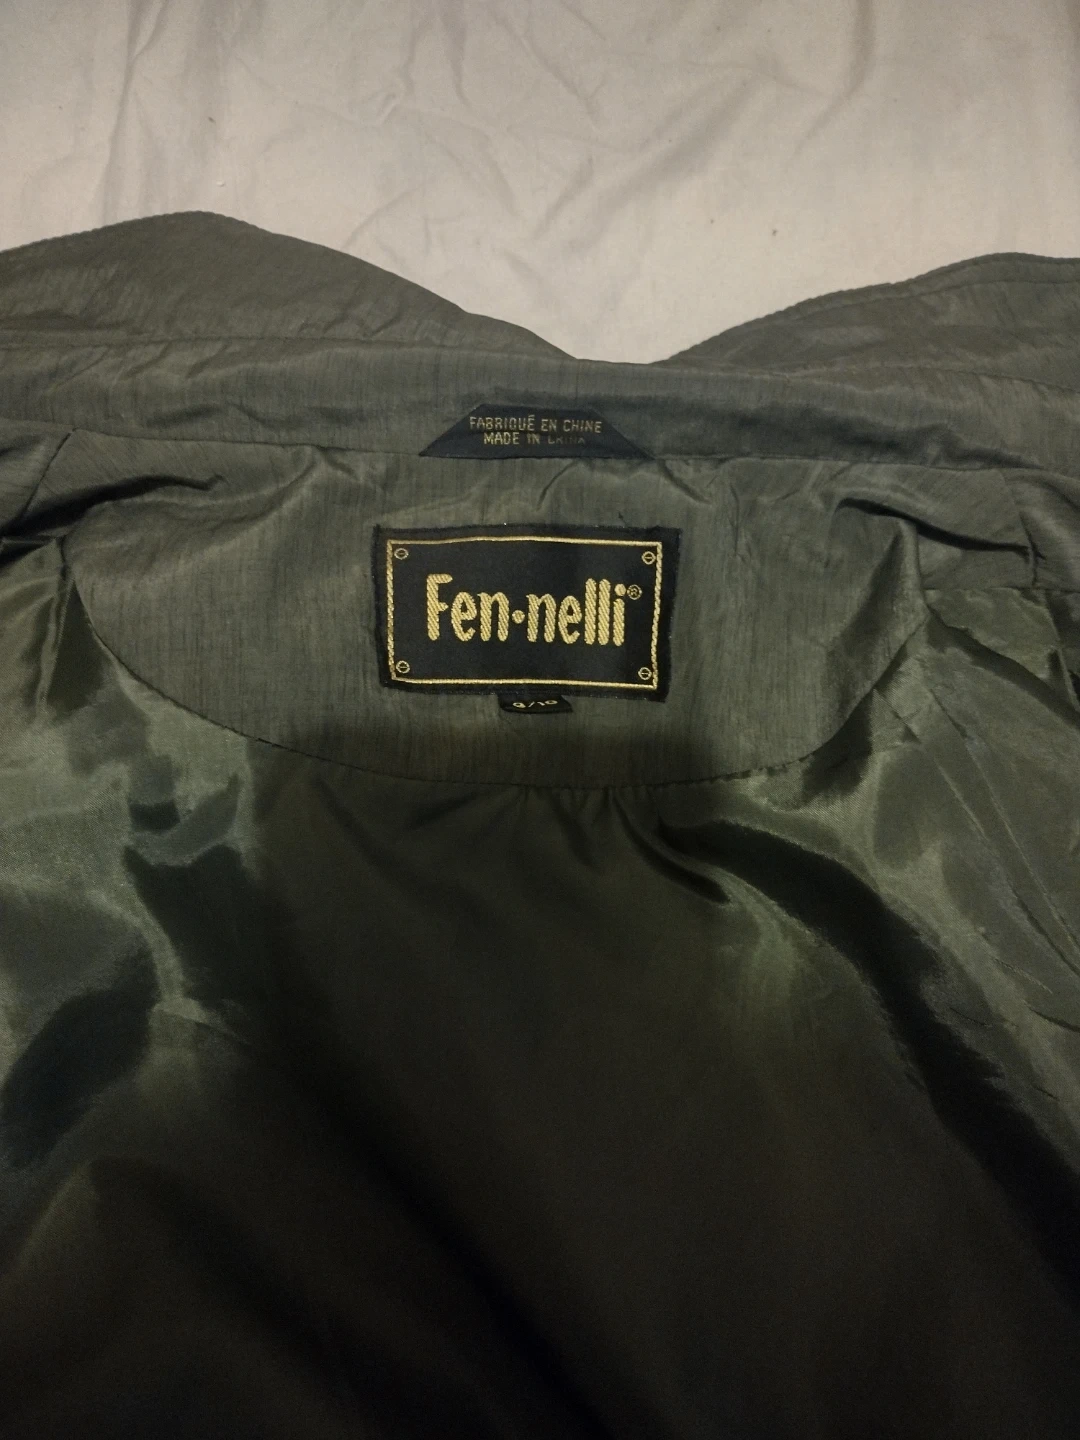 FABRIQUÉ EN CHINE
MADE IN CHINA
Fen·nelli®
9/10